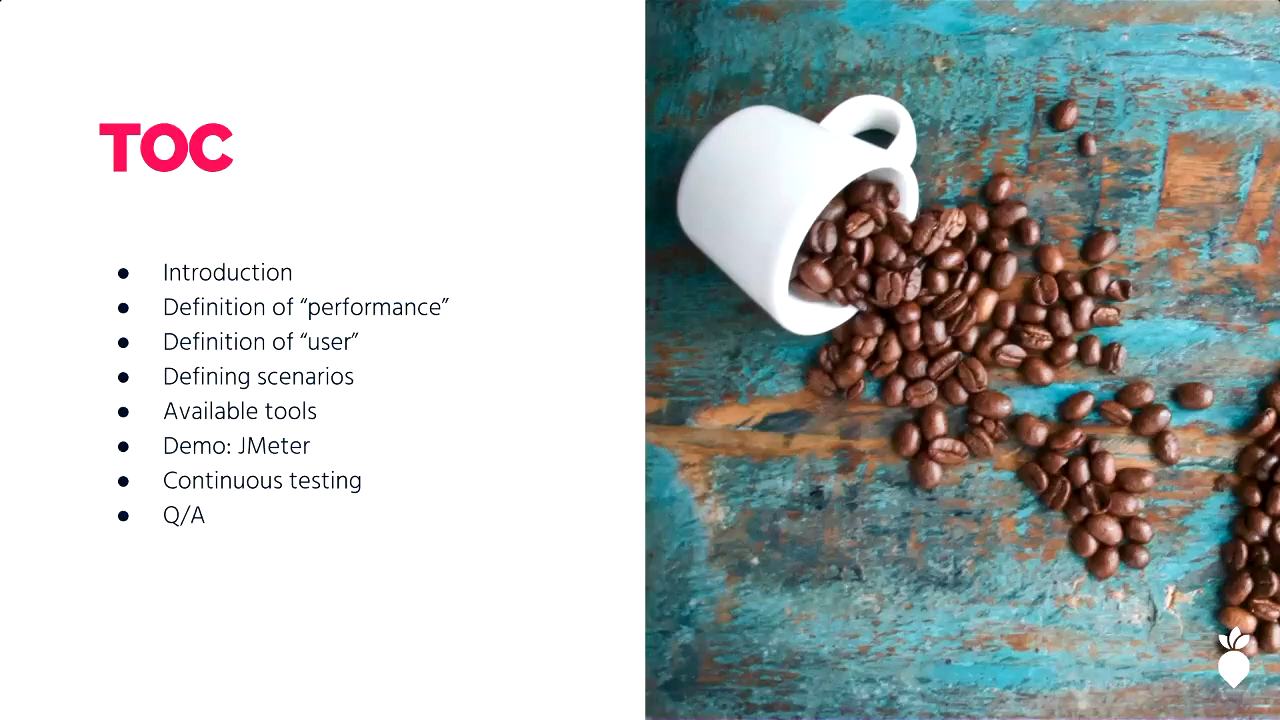 TOC
● Introduction
● Definition of “performance”
● Definition of “user”
● Defining scenarios
● Available tools
● Demo: JMeter
● Continuous testing
● Q/A